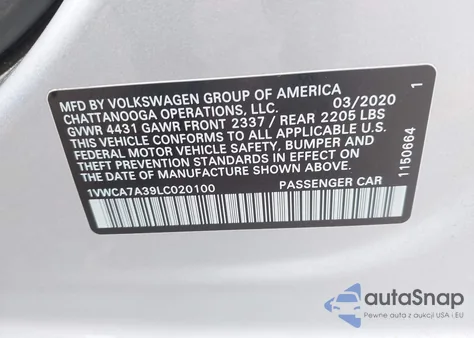 MFD BY VOLKSWAGEN GROUP OF AMERICA
CHATTANOOGA OPERATIONS, LLC. 03/2020
GVWR 4431 GAWR FRONT 2337 / REAR 2205 LBS
THIS VEHICLE CONFORMS TO ALL APPLICABLE
FEDERAL MOTOR VEHICLE SAFETY, BUMPER AND
THEFT PREVENTION STANDARDS IN EFFECT ON
THE DATE OF MANUFACTURE SHOWN ABOVE.
1VWCA7A39LC020100 PASSENGER CAR
1150664 1
autoSnap
Pewne auto z aukcji USA i EU